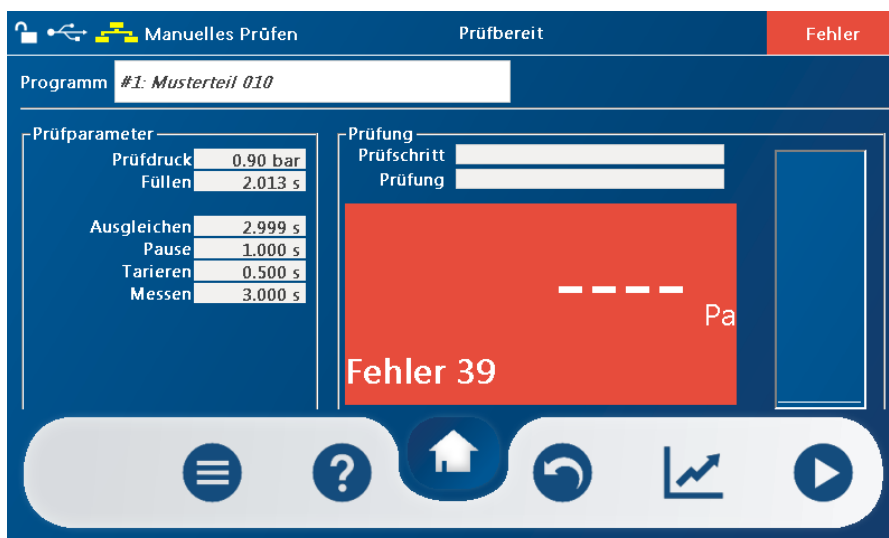 Manuelles Prüfen Prüfbereit Fehler
Programm #1: Musterteil 010
Prüfparameter
Prüfdruck 0.90 bar
Füllen 2.013 s
Ausgleichen 2.999 s
Pause 1.000 s
Tarieren 0.500 s
Messen 3.000 s
Prüfung
Prüfschritt
Prüfung
– – – –
Pa
Fehler 39
?